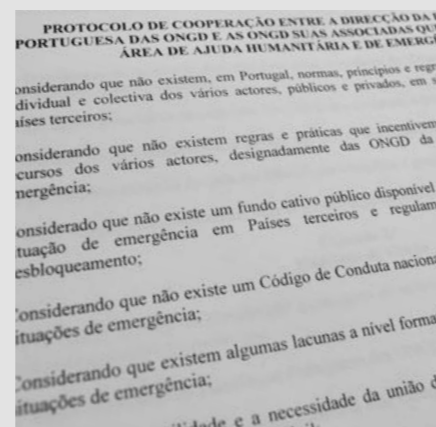 PROTOCOLO DE COOPERAÇÃO ENTRE A DIRECÇÃO DA
PORTUGUESA DAS ONGD E AS ONGD SUAS ASSOCIADAS QU
ÁREA DE AJUDA HUMANITÁRIA E DE EMERG
onsiderando que não existem, em Portugal, normas, princípios e regr
dividual e colectiva dos vários actores, públicos e privados, em s
aíses terceiros;
onsiderando que não existem regras e práticas que incentivem
cursos dos vários actores, designadamente das ONGD da
mergência;
onsiderado que não existe um fundo cativo público disponível
tuação de emergência em Países terceiros e regulam
esbloqueamento;
onsiderando que não existe um Código de Conduta naciona
ituações de emergência;
onsiderando que existem algumas lacunas a nível forma
ituações de emergência;
e a necessidade da união d